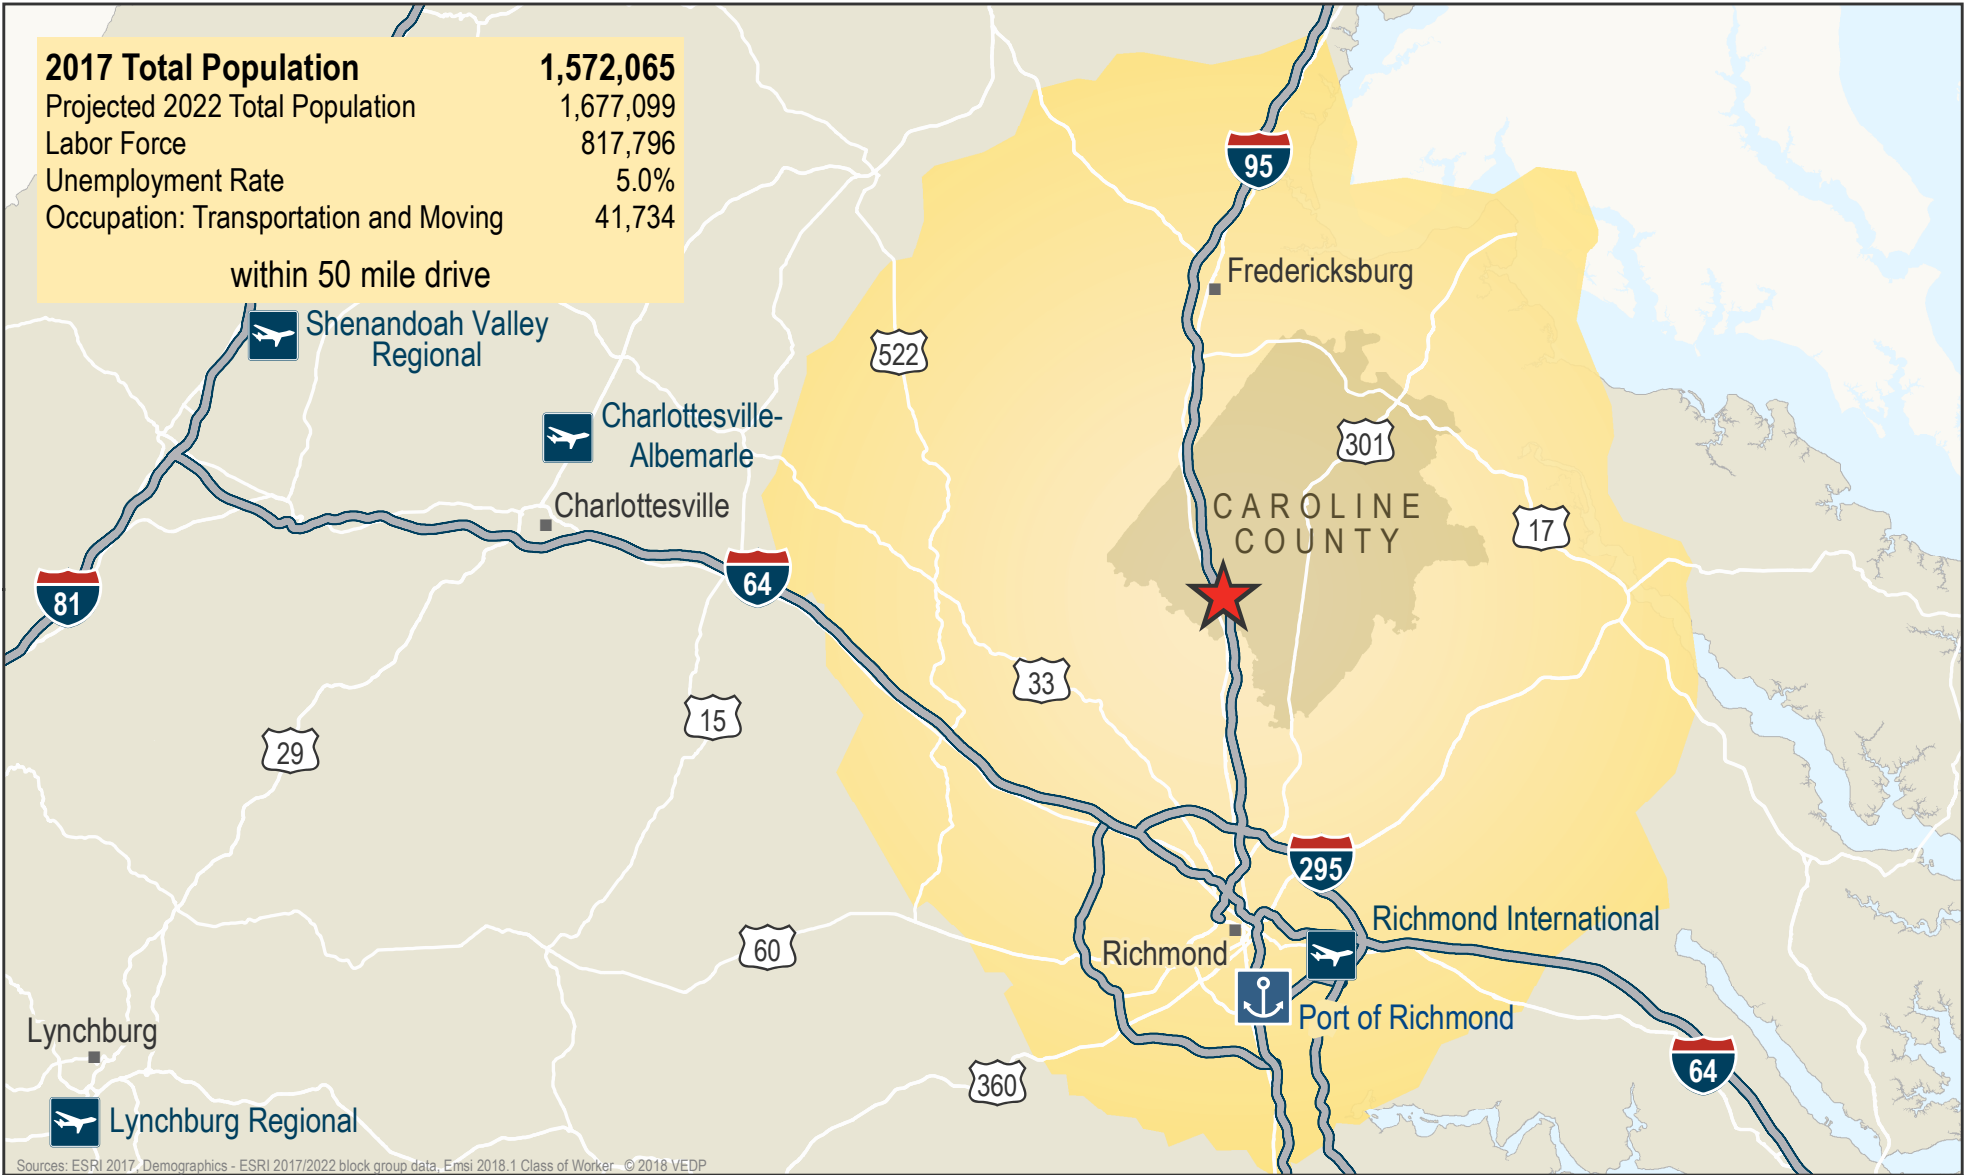 2017 Total Population 1,572,065
Projected 2022 Total Population 1,677,099
Labor Force 817,796
Unemployment Rate 5.0%
Occupation: Transportation and Moving 41,734
within 50 mile drive
95
Fredericksburg
Shenandoah Valley
Regional
522
Charlottesville-
Albemarle
301
Charlottesville
CAROLINE
COUNTY
17
64
81
33
15
29
295
Richmond International
60
Richmond
Port of Richmond
Lynchburg
64
360
Lynchburg Regional
Sources: ESRI 2017, Demographics - ESRI 2017/2022 block group data, Emsi 2018.1 Class of Worker © 2018 VEDP